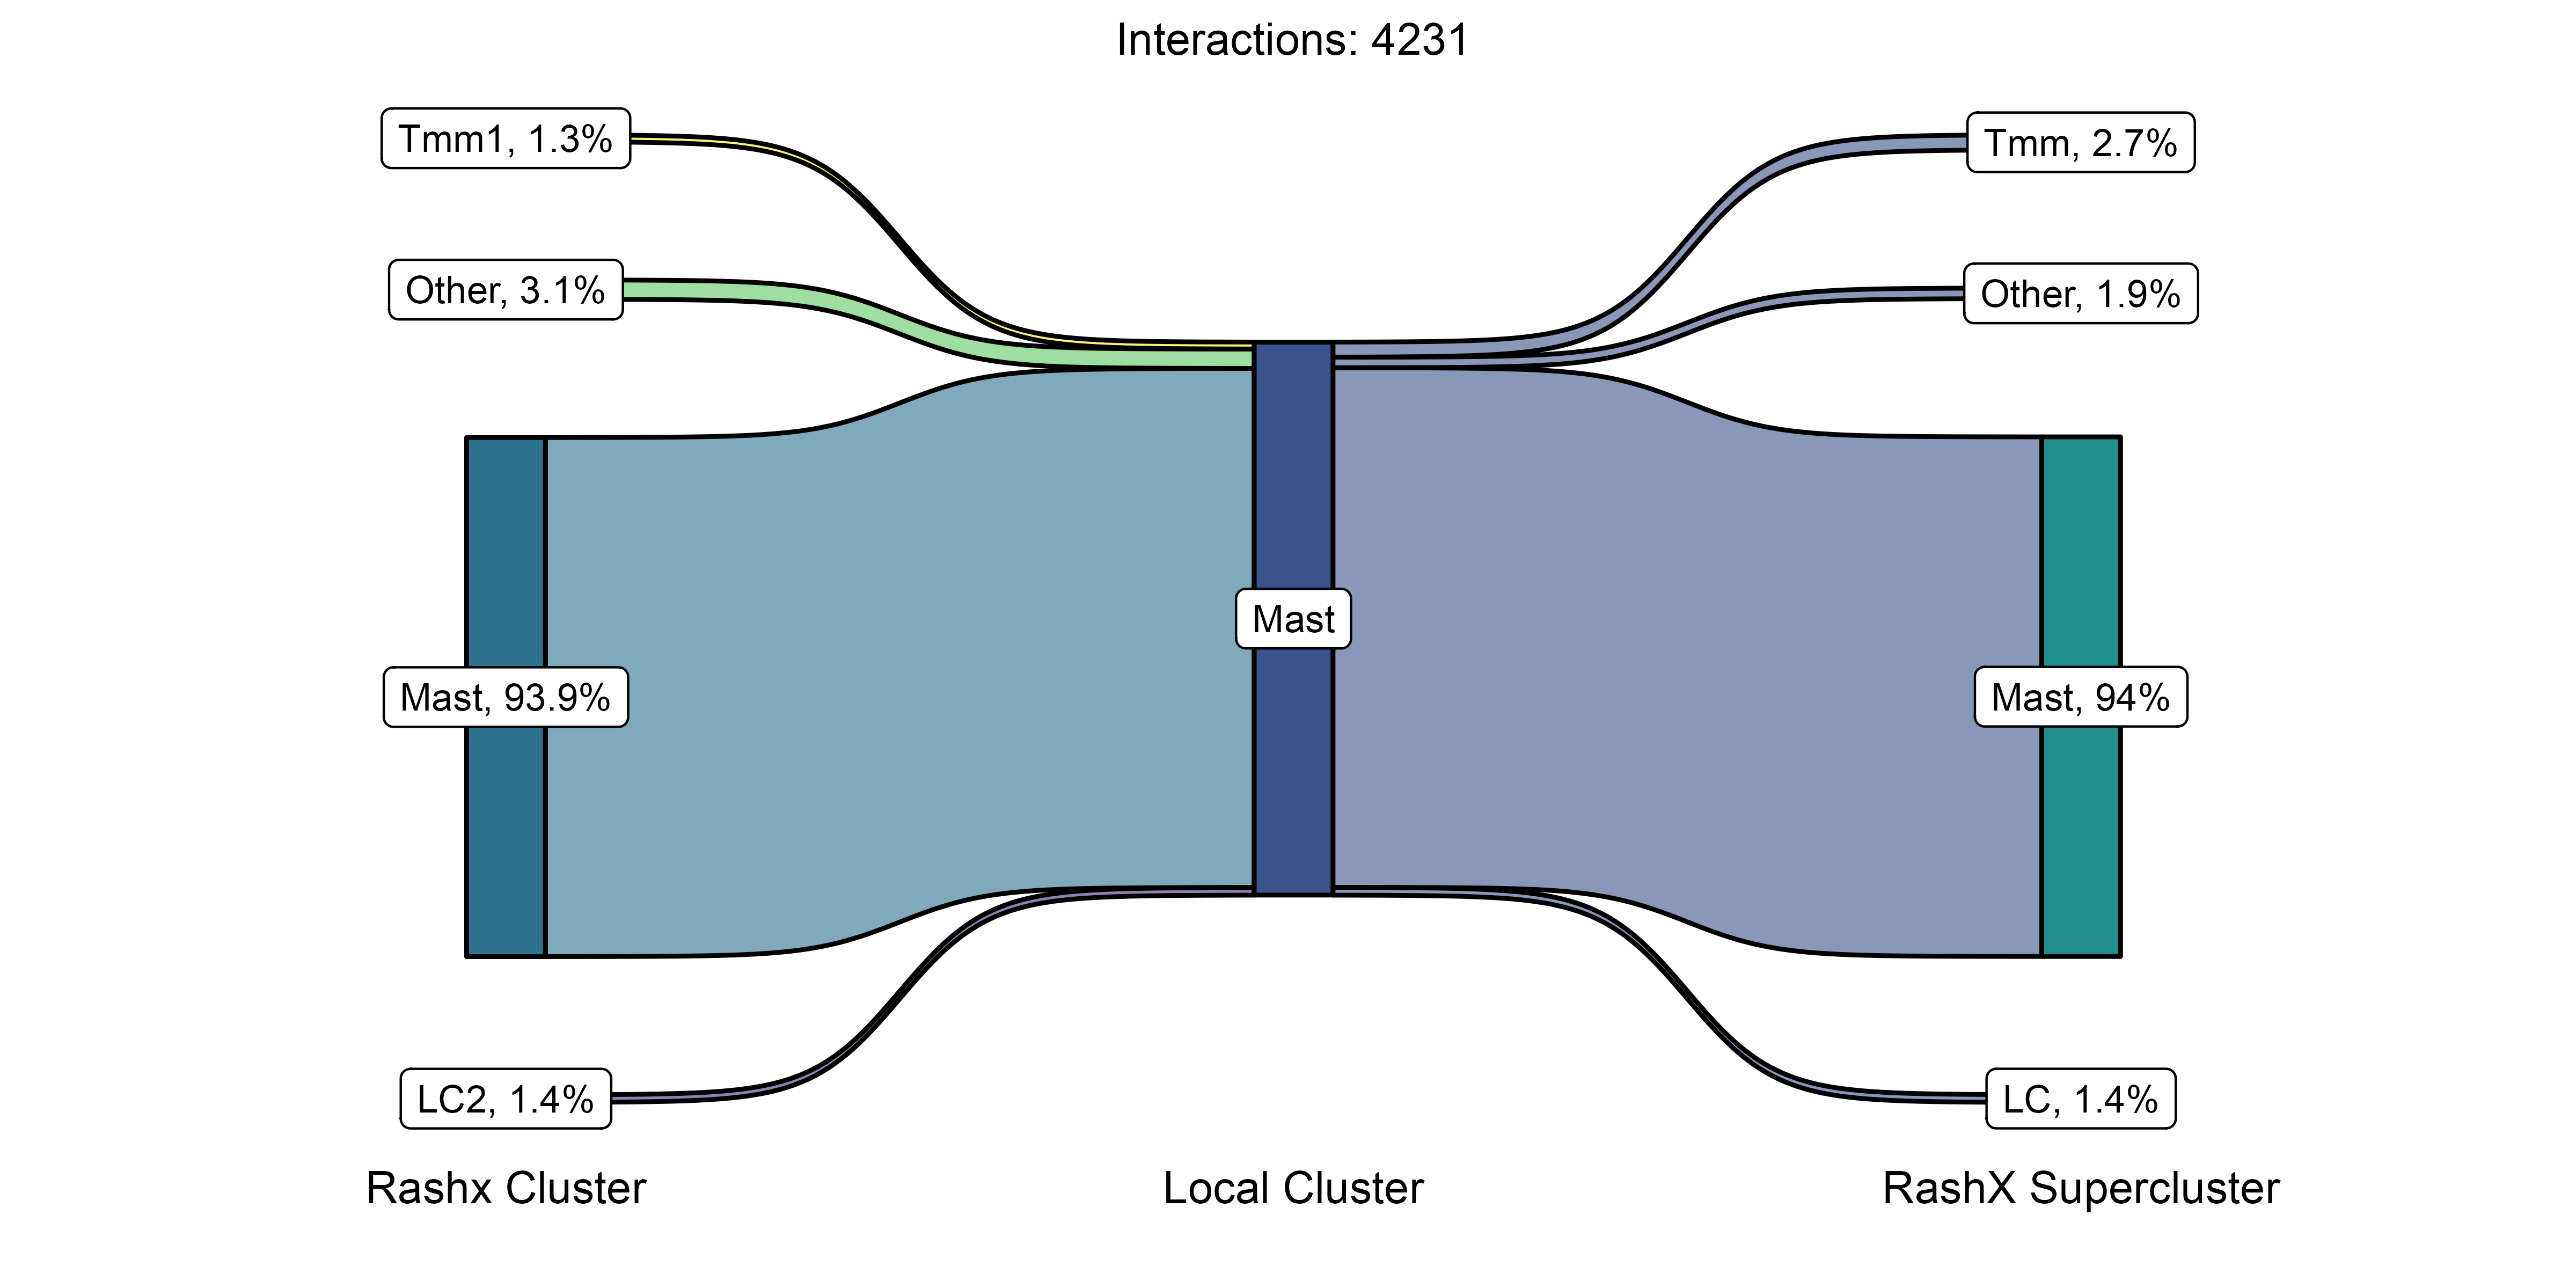 Interactions: 4231
Tmm1, 1.3%
Tmm, 2.7%
Other, 3.1%
Other, 1.9%
Mast
Mast, 93.9%
Mast, 94%
LC2, 1.4%
LC, 1.4%
Rashx Cluster
Local Cluster
RashX Supercluster